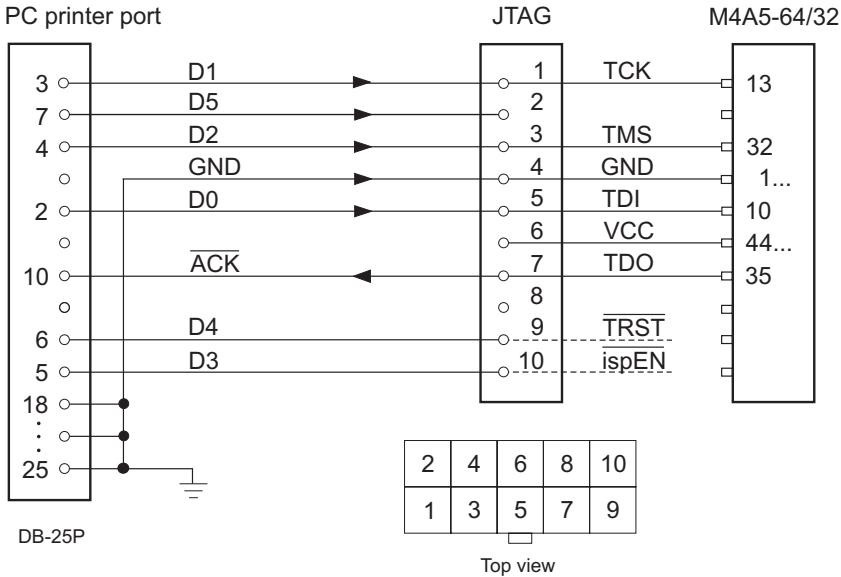 PC printer port JTAG M4A5-64/32
3 D1 1 TCK 13
7 D5 2
4 D2 3 TMS 32
GND 4 GND 1...
2 D0 5 TDI 10
6 VCC 44...
10 ACK 7 TDO 35
8
6 D4 9 TRST
5 D3 10 ispEN
18
25
2 4 6 8 10
1 3 5 7 9
DB-25P
Top view